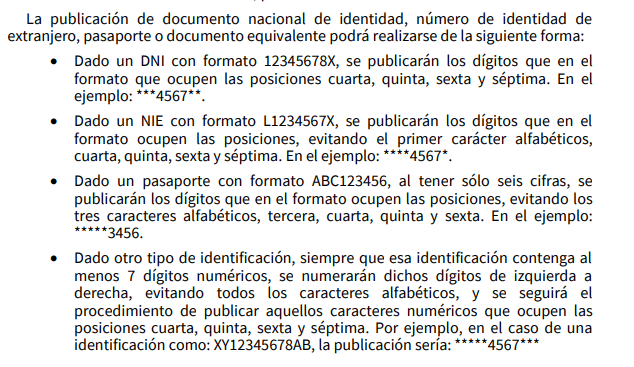 La publicación de documento nacional de identidad, número de identidad de
extranjero, pasaporte o documento equivalente podrá realizarse de la siguiente forma:
• Dado un DNI con formato 12345678X, se publicarán los dígitos que en el
formato que ocupen las posiciones cuarta, quinta, sexta y séptima. En el
ejemplo: ***4567**.
• Dado un NIE con formato L1234567X, se publicarán los dígitos que en el
formato ocupen las posiciones, evitando el primer carácter alfabéticos,
cuarta, quinta, sexta y séptima. En el ejemplo: ****4567*.
• Dado un pasaporte con formato ABC123456, al tener sólo seis cifras, se
publicarán los dígitos que en el formato ocupen las posiciones, evitando los
tres caracteres alfabéticos, tercera, cuarta, quinta y sexta. En el ejemplo:
*****3456.
• Dado otro tipo de identificación, siempre que esa identificación contenga al
menos 7 dígitos numéricos, se numerarán dichos dígitos de izquierda a
derecha, evitando todos los caracteres alfabéticos, y se seguirá el
procedimiento de publicar aquellos caracteres numéricos que ocupen las
posiciones cuarta, quinta, sexta y séptima. Por ejemplo, en el caso de una
identificación como: XY12345678AB, la publicación sería: *****4567***